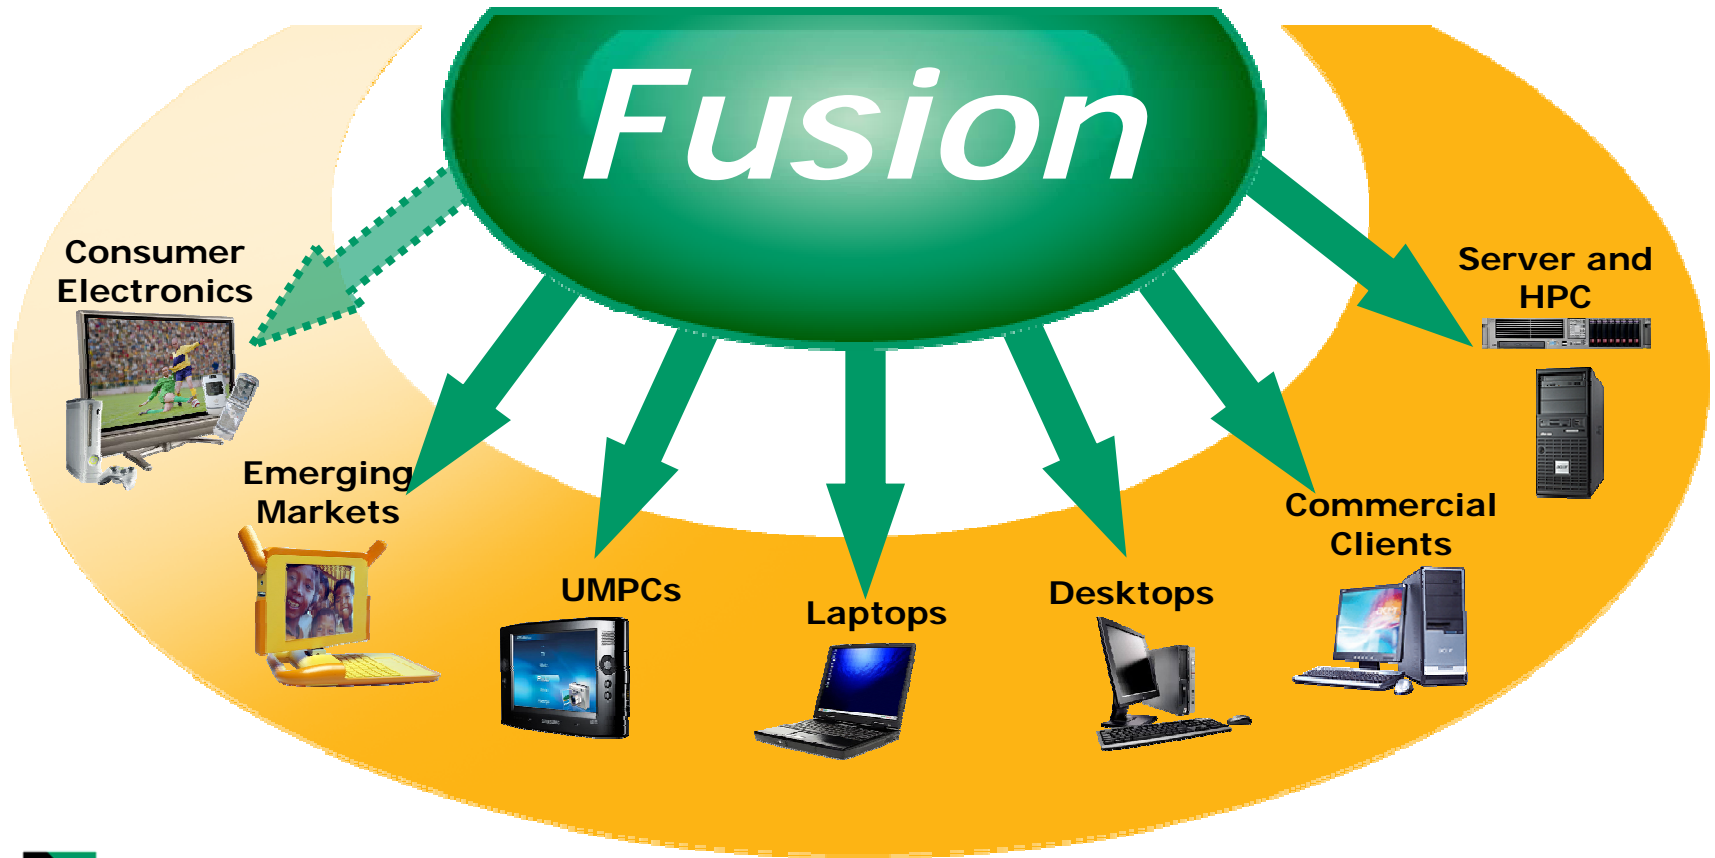 Fusion
Consumer
Electronics
Emerging
Markets
UMPCs
Laptops
Desktops
Commercial
Clients
Server and
HPC